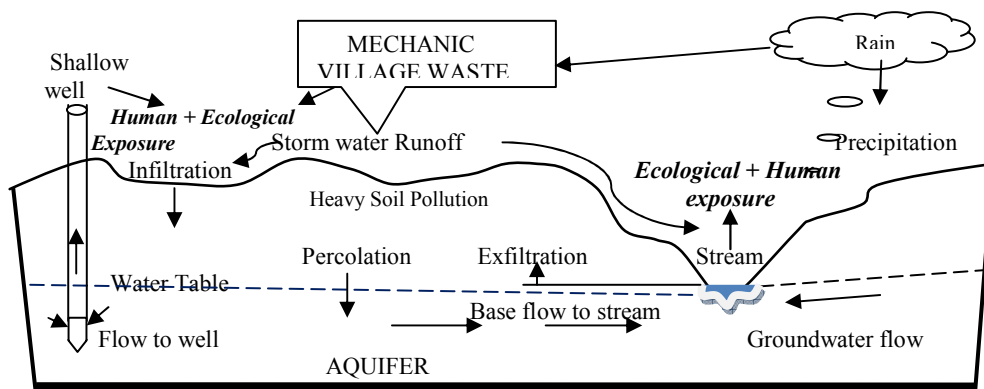 Shallow
well
MECHANIC
VILLAGE WASTE
Rain
Human + Ecological
Exposure
Storm water Runoff
Precipitation
Infiltration
Ecological + Human
exposure
Heavy Soil Pollution
Percolation
Exfiltration
Stream
Water Table
Base flow to stream
Flow to well
Groundwater flow
AQUIFER